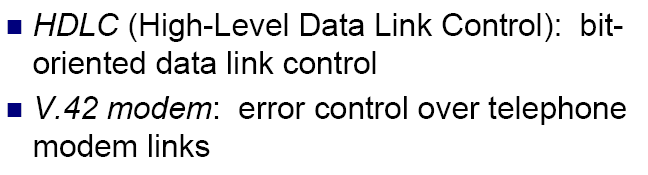 HDLC (High-Level Data Link Control): bit-
oriented data link control
V.42 modem: error control over telephone
modem links